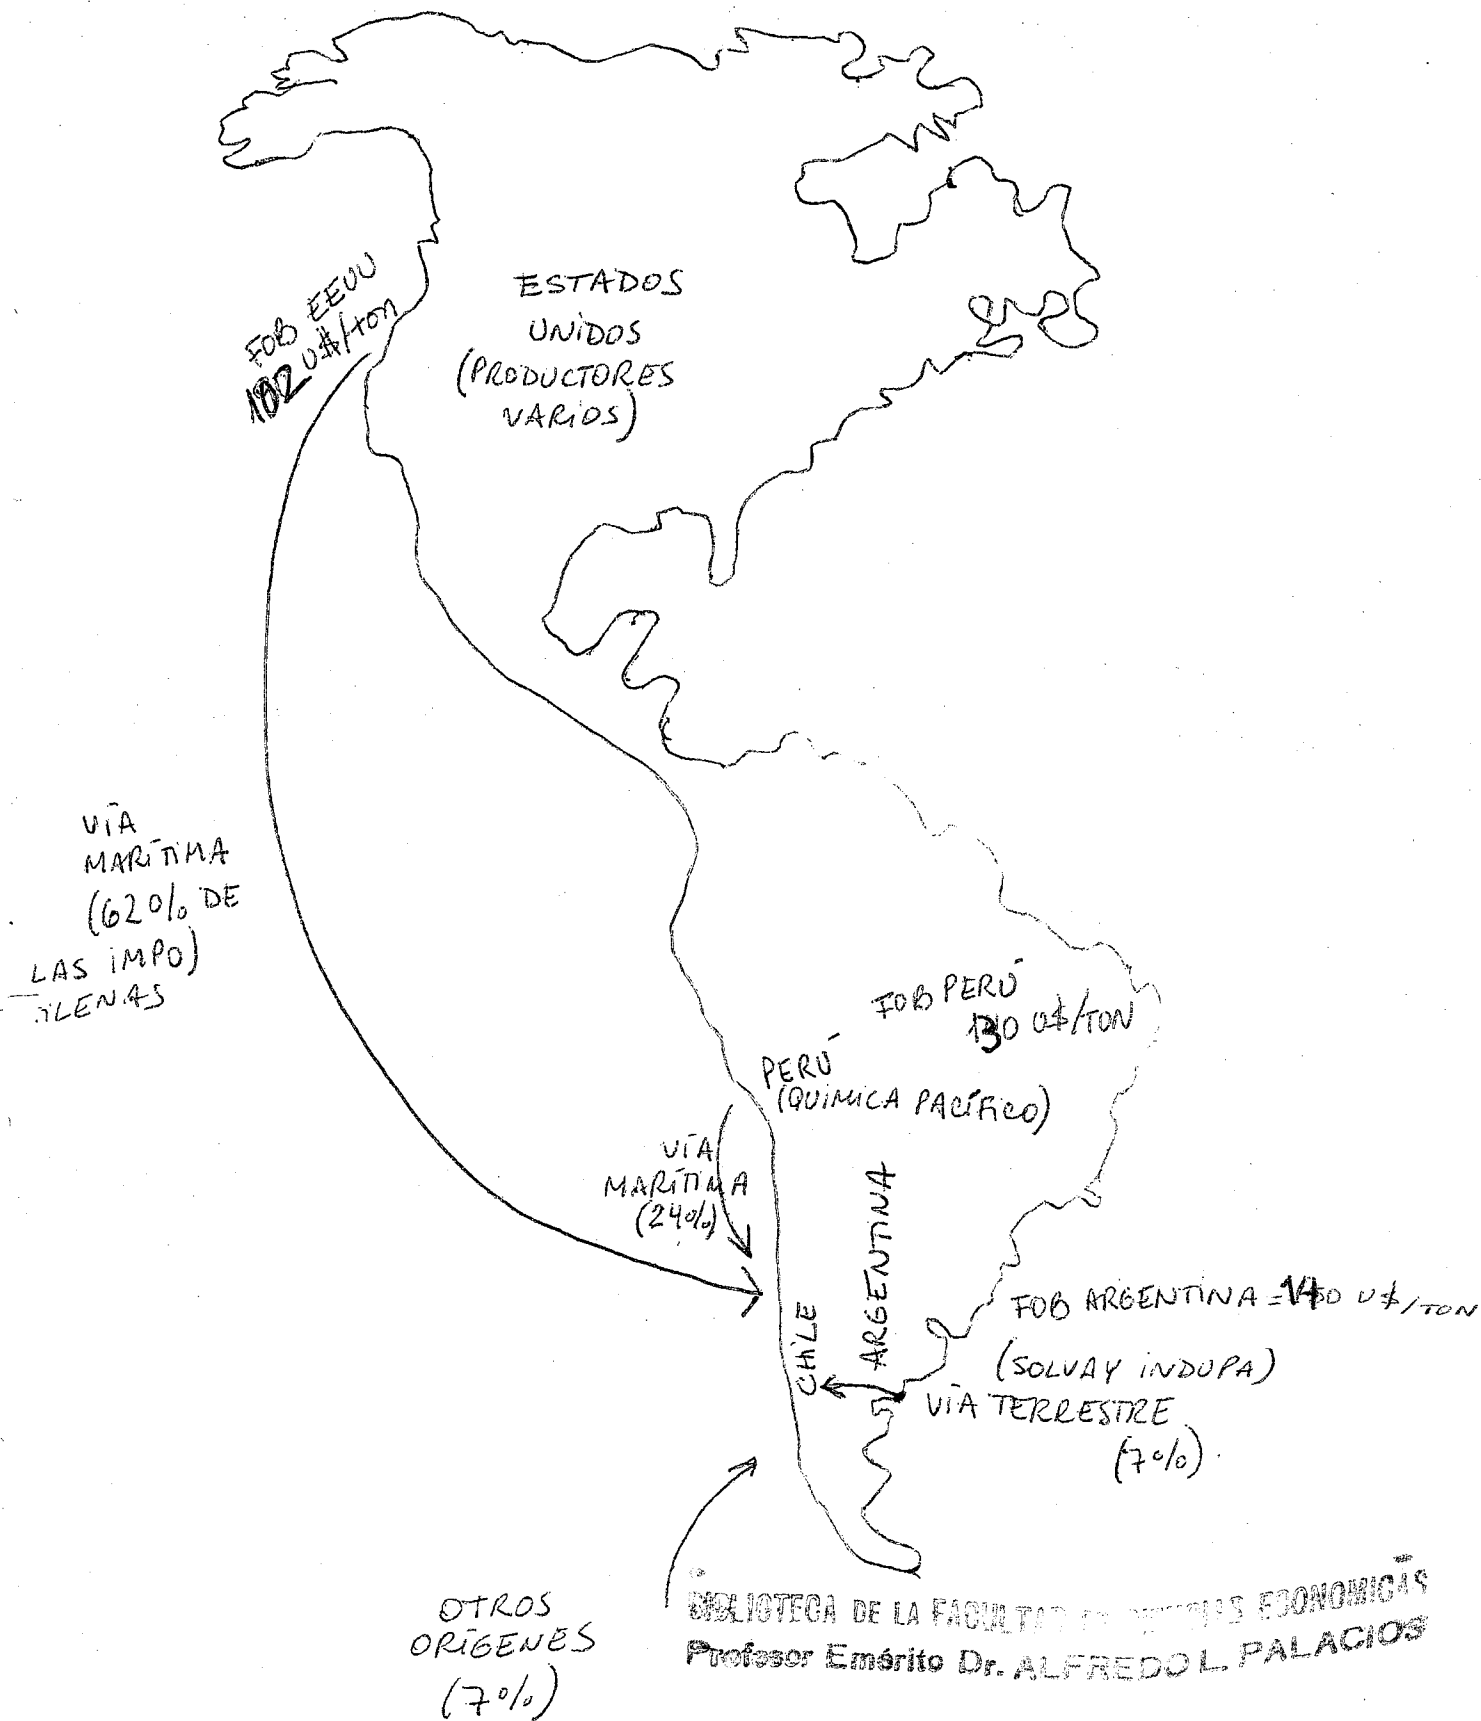 FOB EEUU
182 U$/TON
ESTADOS
UNIDOS
(PRODUCTORES
VARIOS)
VÍA
MARÍTIMA
(62% DE
LAS IMPO)
ILENAS
FOB PERÚ
130 U$/TON
PERÚ
(QUIMICA PACÍFICO)
VÍA
MARÍTIMA
(24%)
CHILE
ARGENTINA
FOB ARGENTINA = U$/TON
(SOLVAY INDUPA)
VÍA TERRESTRE
(7%).
OTROS
ORÍGENES
(7%)
BIBLIOTECA DE LA FACULTAD ECONOMICAS
Profesor Emérito Dr. ALFREDO L. PALACIOS